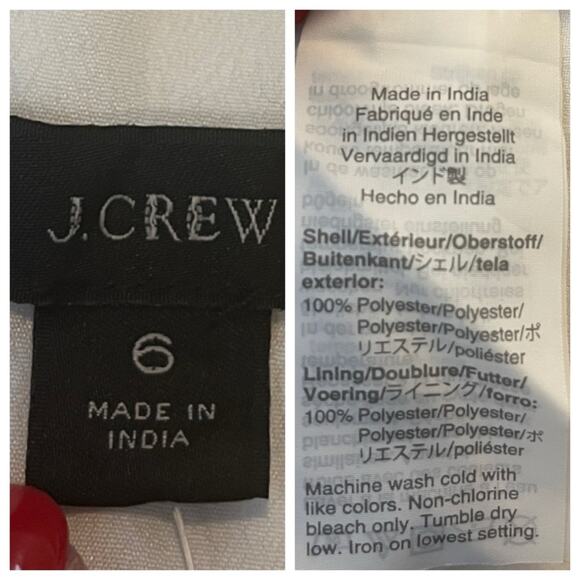 J.CREW
6
MADE IN
INDIA
Made in India
Fabriqué en Inde
in Indien Hergestellt
Vervaardigd in India
インド製
Hecho en India
Shell/Extérieur/Oberstoff/
Buitenkant/シェル/tela
exterior:
100% Polyester/Polyester/
Polyester/Polyester/ポ
リエステル/poliéster
Lining/Doublure/Futter/
Voering/ライニング/forro:
100% Polyester/Polyester/
Polyester/Polyester/ポ
リエステル/poliéster
Machine wash cold with
like colors. Non-chlorine
bleach only. Tumble dry
low. Iron on lowest setting.